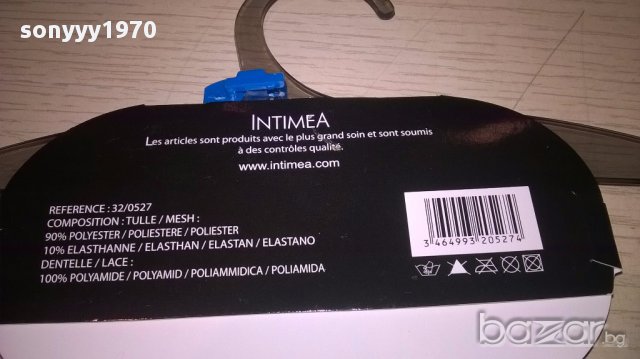 sonyyy1970
INTIMEA
Les articles sont produits avec le plus grand soin et sont soumis
à des contrôles qualité.
www.intimea.com
REFERENCE : 32/0527
COMPOSITION : TULLE / MESH :
90% POLYESTER / POLIESTERE / POLIESTER
10% ELASTHANNE / ELASTHAN / ELASTAN / ELASTANO
DENTELLE / LACE :
100% POLYAMIDE / POLYAMID / POLIAMMIDICA / POLIAMIDA
3 464993 205274
bazar.bg